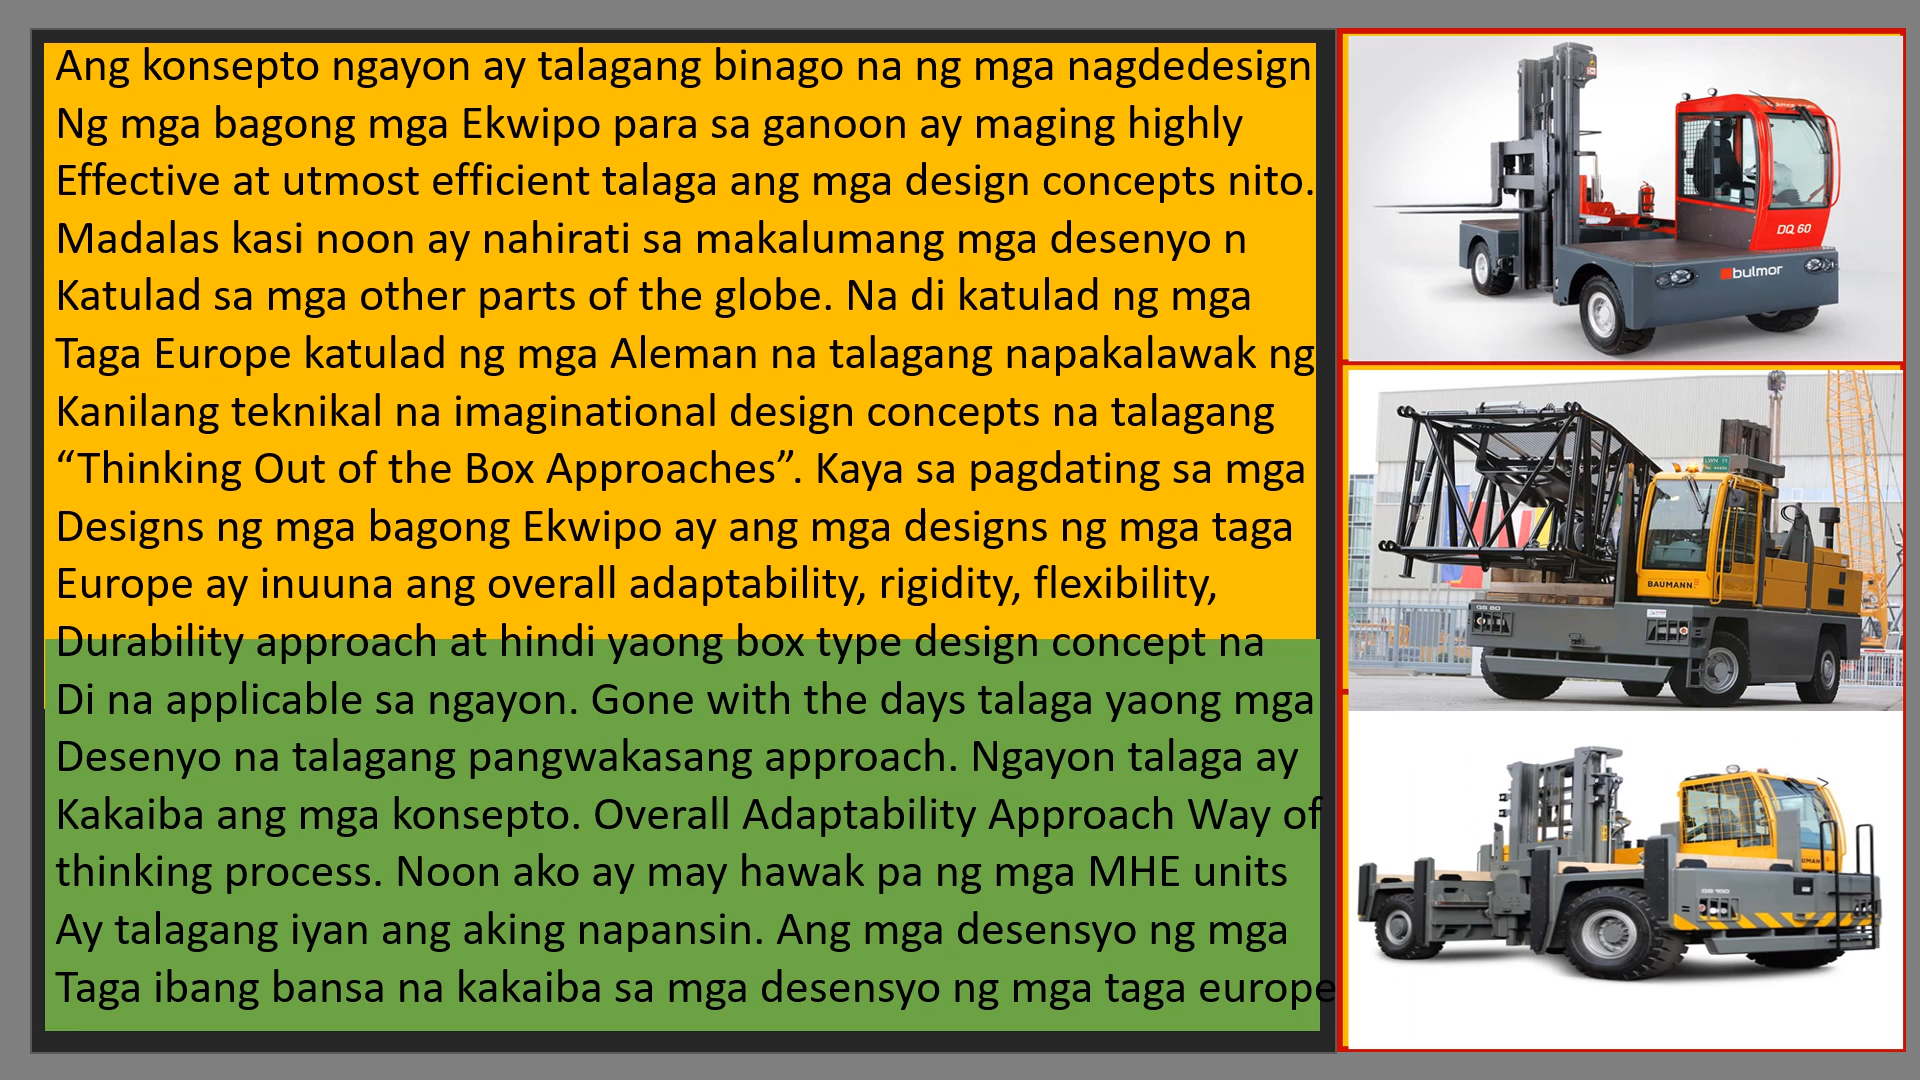 Ang konsepto ngayon ay talagang binago na ng mga nagdedesign
Ng mga bagong mga Ekwipo para sa ganoon ay maging highly
Effective at utmost efficient talaga ang mga design concepts nito.
Madalas kasi noon ay nahirati sa makalumang mga desenyo n
Katulad sa mga other parts of the globe. Na di katulad ng mga
Taga Europe katulad ng mga Aleman na talagang napakalawak ng
Kanilang teknikal na imaginational design concepts na talagang
“Thinking Out of the Box Approaches”. Kaya sa pagdating sa mga
Designs ng mga bagong Ekwipo ay ang mga designs ng mga taga
Europe ay inuuna ang overall adaptability, rigidity, flexibility,
Durability approach at hindi yaong box type design concept na
Di na applicable sa ngayon. Gone with the days talaga yaong mga
Desenyo na talagang pangwakasang approach. Ngayon talaga ay
Kakaiba ang mga konsepto. Overall Adaptability Approach Way of
thinking process. Noon ako ay may hawak pa ng mga MHE units
Ay talagang iyan ang aking napansin. Ang mga desensyo ng mga
Taga ibang bansa na kakaiba sa mga desensyo ng mga taga europe
DQ 60
bulmor
LWN 11
BAUMANN
GS 80
UMAN
GS 150